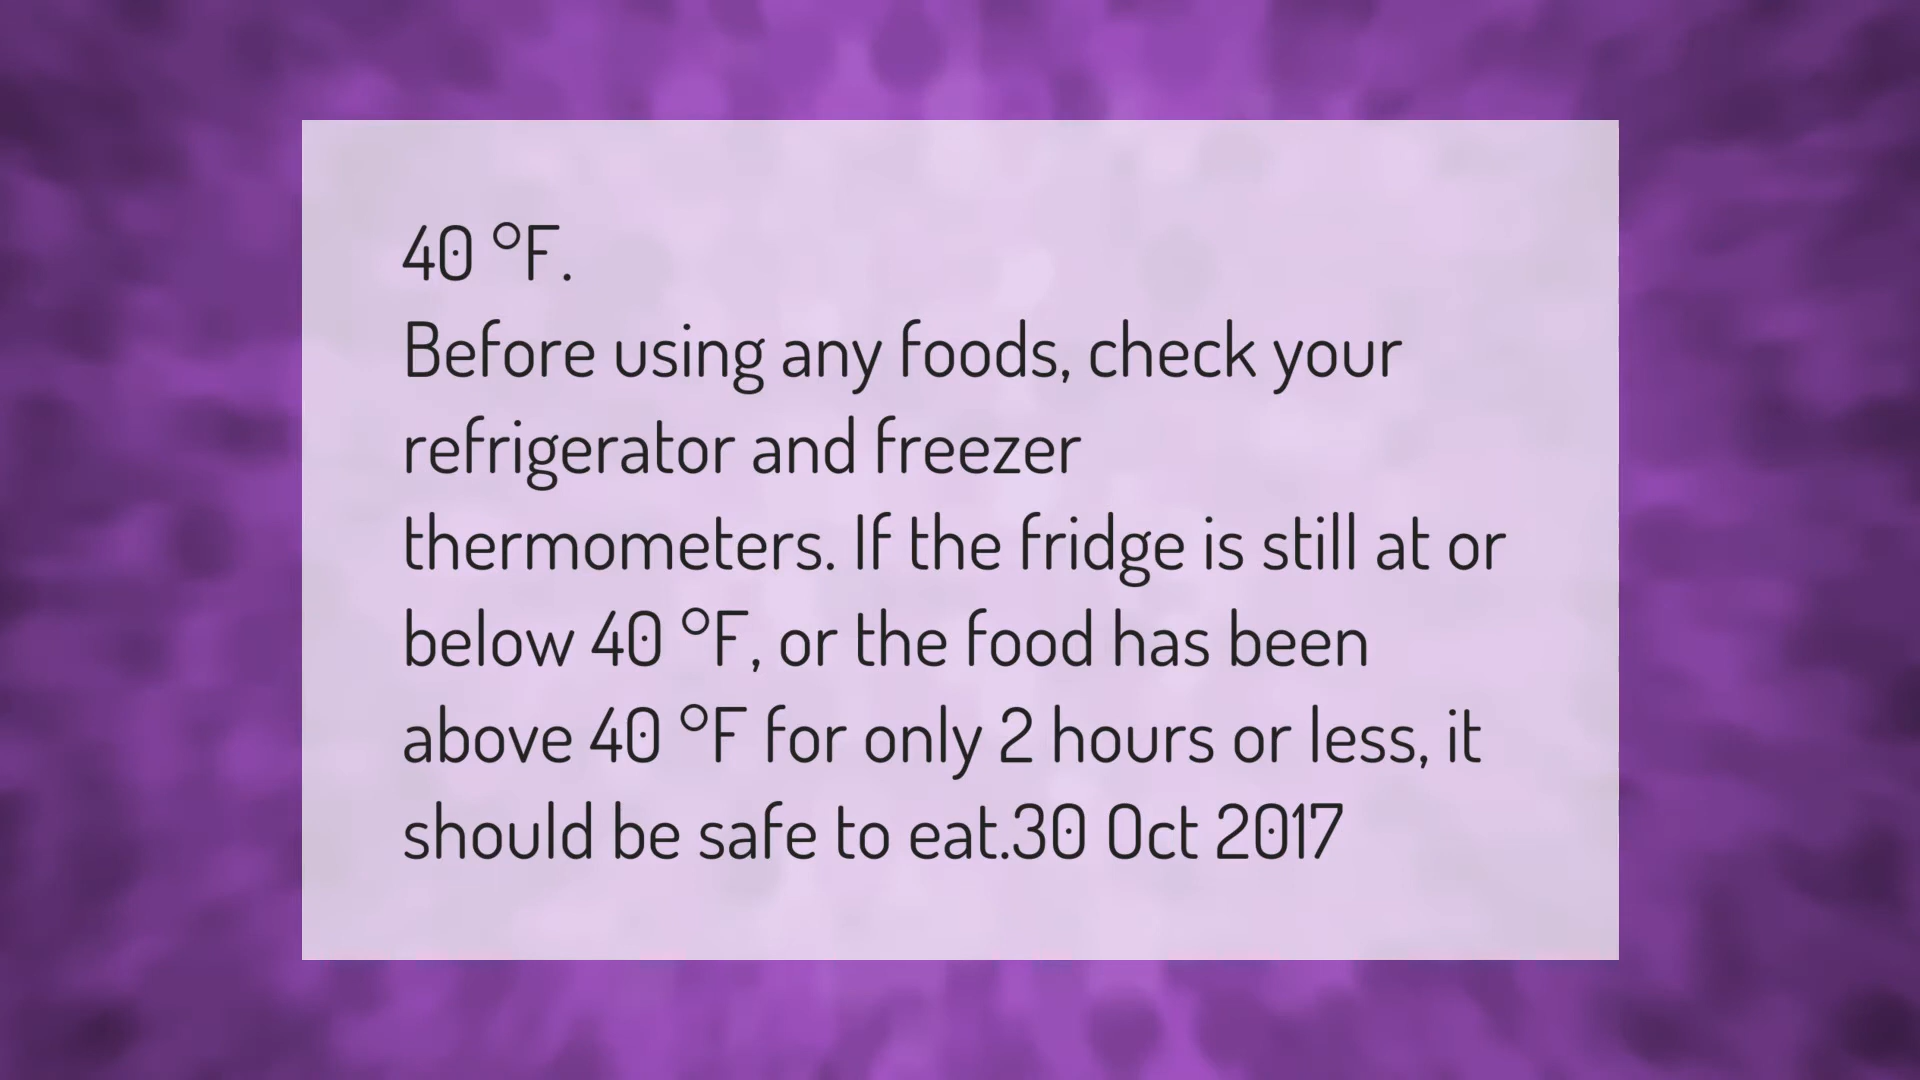 40 °F.
Before using any foods, check your
refrigerator and freezer
thermometers. If the fridge is still at or
below 40 °F, or the food has been
above 40 °F for only 2 hours or less, it
should be safe to eat.30 Oct 2017